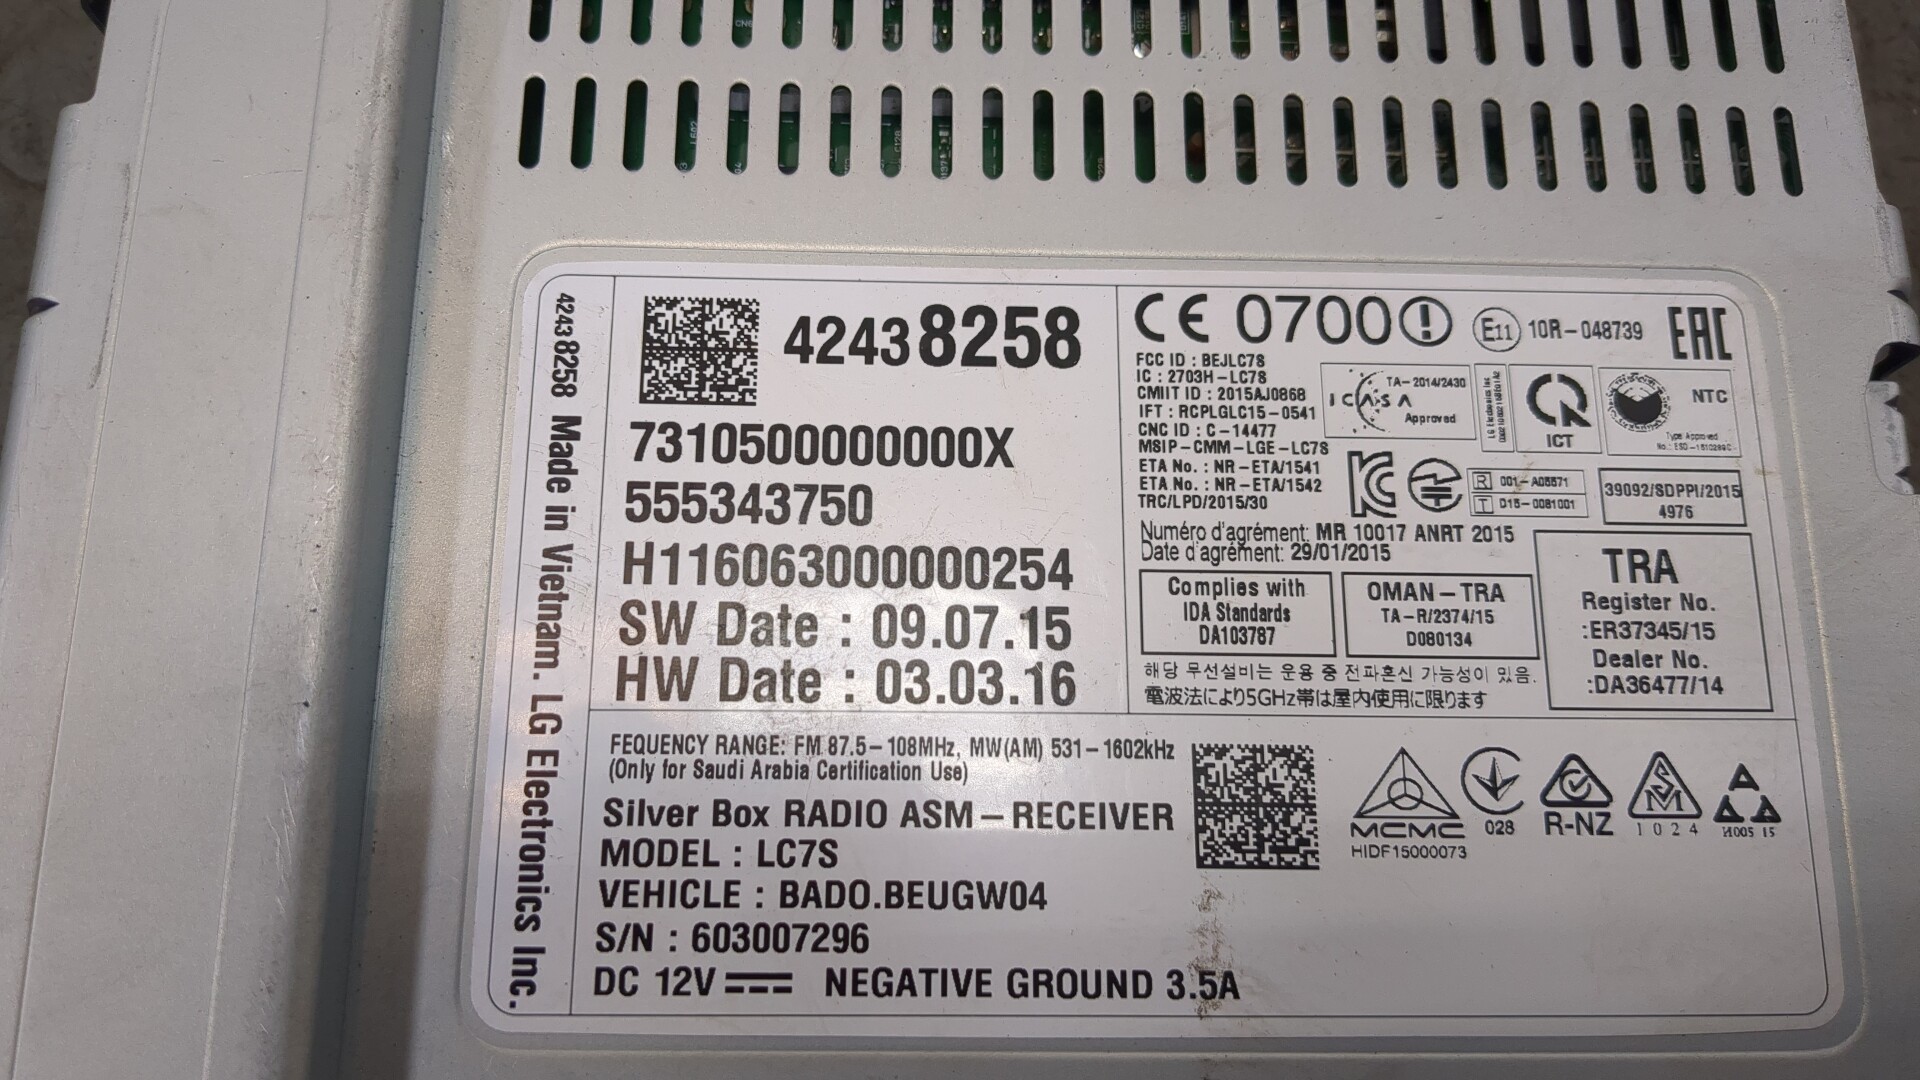 42438258 Made in Vietnam. LG Electronics Inc.
42438258
7310500000000X
555343750
H116063000000254
SW Date : 09.07.15
HW Date : 03.03.16
CE 0700
E11 10R-048739
EAC
FCC ID : BEJLC7S
IC : 2703H-LC7S
CMIIT ID : 2015AJ0868
IFT : RCPLGLC15-0541
CNC ID : C-14477
MSIP-CMM-LGE-LC7S
ETA No. : NR-ETA/1541
ETA No. : NR-ETA/1542
TRC/LPD/2015/30
ICASA
TA-2014/2430
Approved
ICT
NTC
Type Approved
R 001-A05571
T D15-0081001
39092/SDPPI/2015
4976
Numéro d'agrément: MR 10017 ANRT 2015
Date d'agrément: 29/01/2015
Complies with
IDA Standards
DA103787
OMAN-TRA
TA-R/2374/15
D080134
TRA
Register No.
:ER37345/15
Dealer No.
:DA36477/14
해당 무선설비는 운용 중 전파혼신 가능성이 있음.
電波法により5GHz帯は屋内使用に限ります
FEQUENCY RANGE: FM 87.5-108MHz, MW(AM) 531-1602kHz
(Only for Saudi Arabia Certification Use)
Silver Box RADIO ASM-RECEIVER
MODEL : LC7S
VEHICLE : BADO.BEUGW04
S/N : 603007296
DC 12V NEGATIVE GROUND 3.5A
MCMC
HIDF15000073
028
R-NZ
1024
H005 15